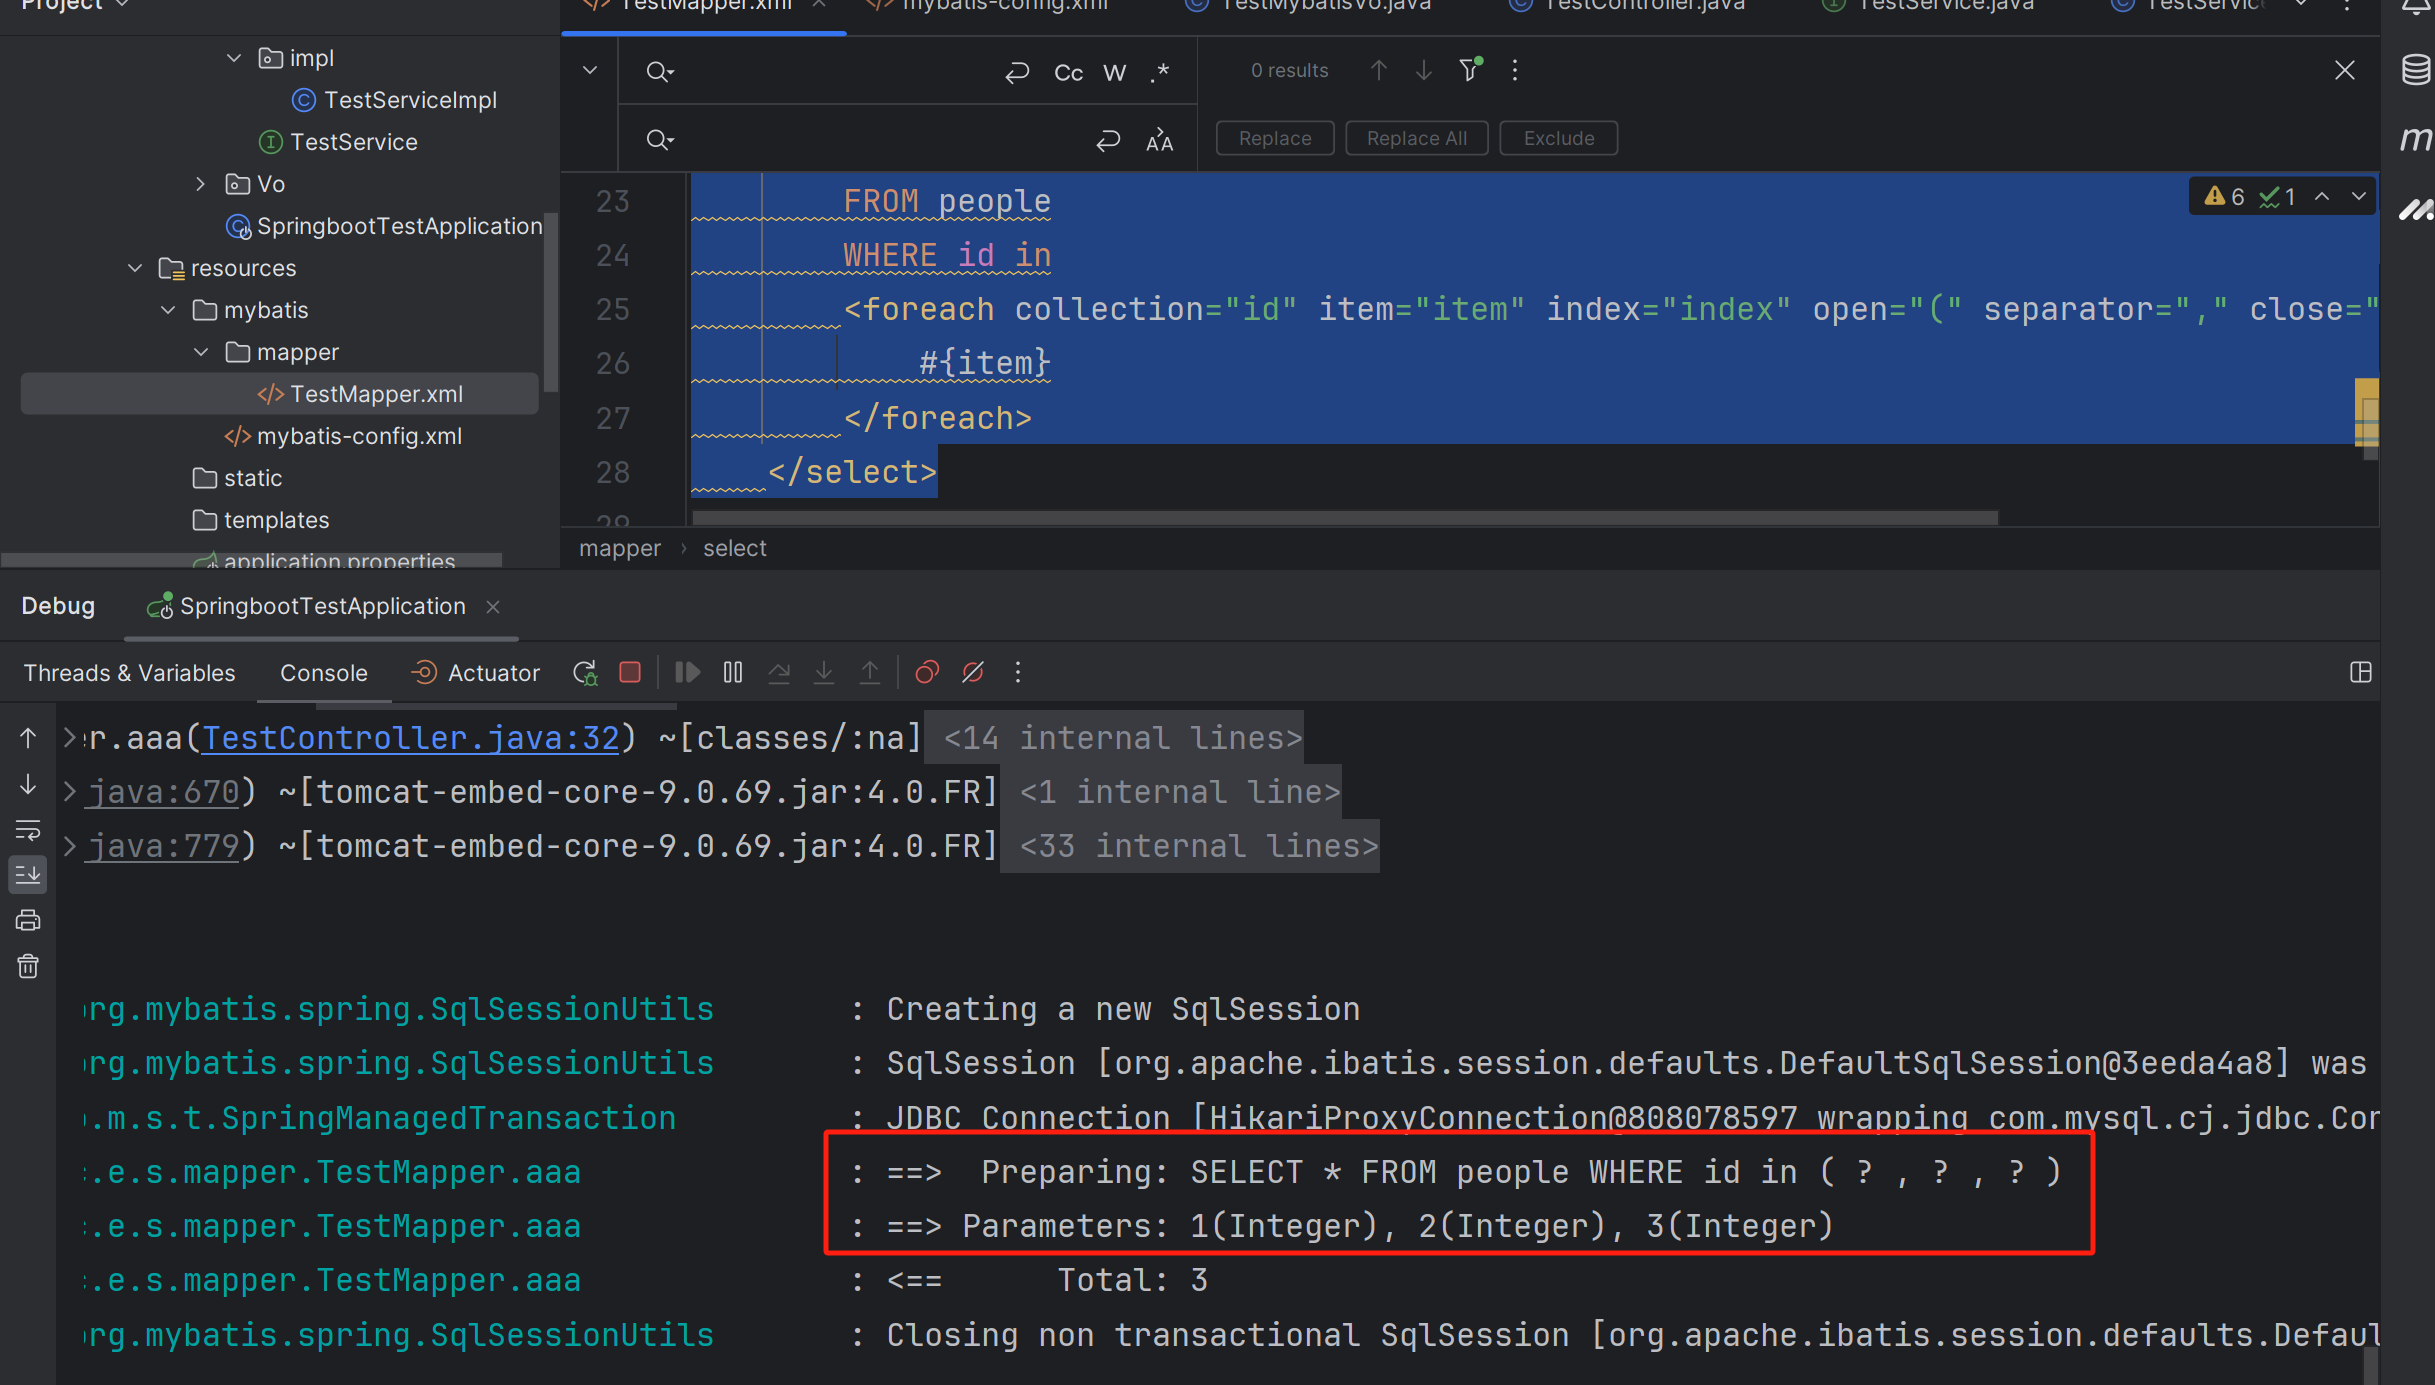 Project
TestMapper.xml
mybatis-config.xml
TestMybatisVo.java
TestController.java
TestService.java
TestServic
impl
TestServiceImpl
TestService
Vo
SpringbootTestApplication
resources
mybatis
mapper
TestMapper.xml
mybatis-config.xml
static
templates
application.properties
Cc W .*
0 results
Replace
Replace All
Exclude
6 1
23 FROM people
24 WHERE id in
25 <foreach collection="id" item="item" index="index" open="(" separator="," close="
26 #{item}
27 </foreach>
28 </select>
29
mapper › select
Debug
SpringbootTestApplication
Threads & Variables
Console
Actuator
r.aaa(TestController.java:32) ~[classes/:na] <14 internal lines>
java:670) ~[tomcat-embed-core-9.0.69.jar:4.0.FR] <1 internal line>
java:779) ~[tomcat-embed-core-9.0.69.jar:4.0.FR] <33 internal lines>
rg.mybatis.spring.SqlSessionUtils : Creating a new SqlSession
rg.mybatis.spring.SqlSessionUtils : SqlSession [org.apache.ibatis.session.defaults.DefaultSqlSession@3eeda4a8] was
.m.s.t.SpringManagedTransaction : JDBC Connection [HikariProxyConnection@808078597 wrapping com.mysql.cj.jdbc.Con
.e.s.mapper.TestMapper.aaa : ==>  Preparing: SELECT * FROM people WHERE id in ( ? , ? , ? )
.e.s.mapper.TestMapper.aaa : ==> Parameters: 1(Integer), 2(Integer), 3(Integer)
.e.s.mapper.TestMapper.aaa : <==      Total: 3
rg.mybatis.spring.SqlSessionUtils : Closing non transactional SqlSession [org.apache.ibatis.session.defaults.Defaul